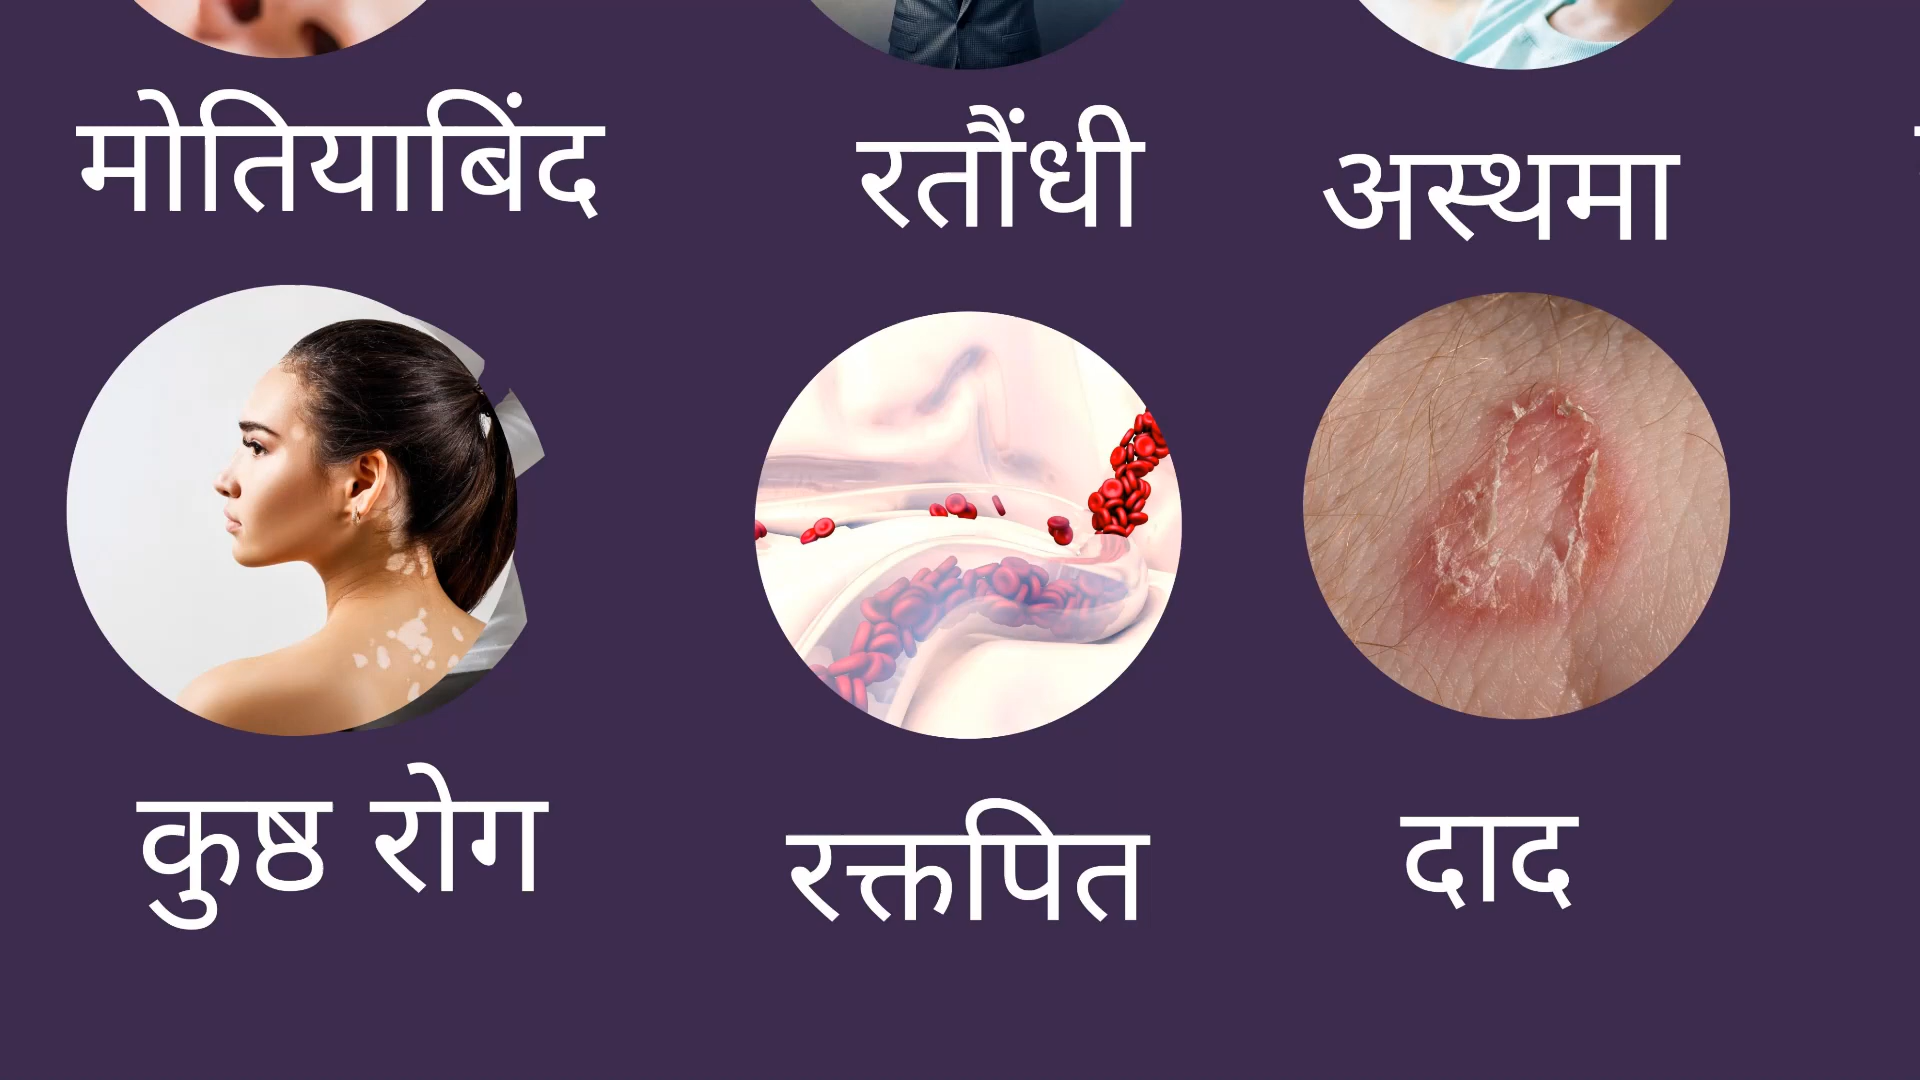 मोतियाबिंद
रतौंधी
अस्थमा
कुष्ठ रोग
रक्तपित
दाद